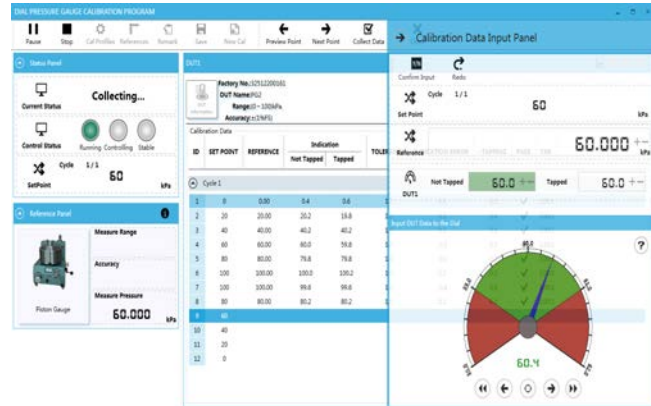 DIAL PRESSURE GAUGE CALIBRATION PROGRAM
Pause Stop Cal Profiles References Remark Save New Cal Preview Point Next Point Collect Data
Status Panel
Current Status
Collecting...
Control Status
Running Controlling Stable
SetPoint
Cycle 1/1
60
kPa
Reference Panel
Piston Gauge
Measure Range
Accuracy
Measure Pressure
60.000
kPa
DUT1
DUT
Information
DUT Name:PG2
Range:(0 ~ 100)kPa
Calibration Data
ID SET POINT REFERENCE Indication
Not Tapped Tapped
Cycle 1
1 0 0.00 0.4 0.6
2 20 20.00 20.2 19.8
3 40 40.00 40.2 40.2
4 60 60.00 60.0 59.8
5 80 80.00 79.8 79.8
6 100 100.00 100.0 100.2
7 100 100.00 99.8 99.8
8 80 80.00 80.2 80.2
9 60
10 40
11 20
12 0
Calibration Data Input Panel
Confirm Input Redo
Set Point
Cycle 1/1
60
kPa
Reference
60.000
kPa
DUT1
Not Tapped 60.0 Tapped 60.0
Input DUT Data to the Dial
60.0
60.4
?